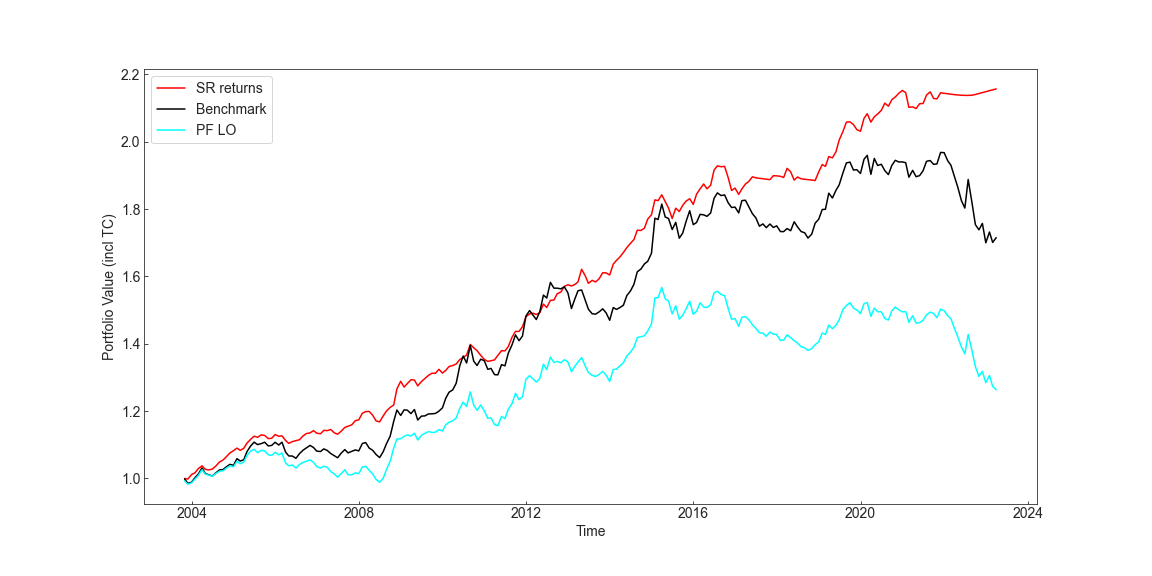 SR returns
Benchmark
PF LO
Portfolio Value (incl TC)
2.2
2.0
1.8
1.6
1.4
1.2
1.0
2004 2008 2012 2016 2020 2024
Time